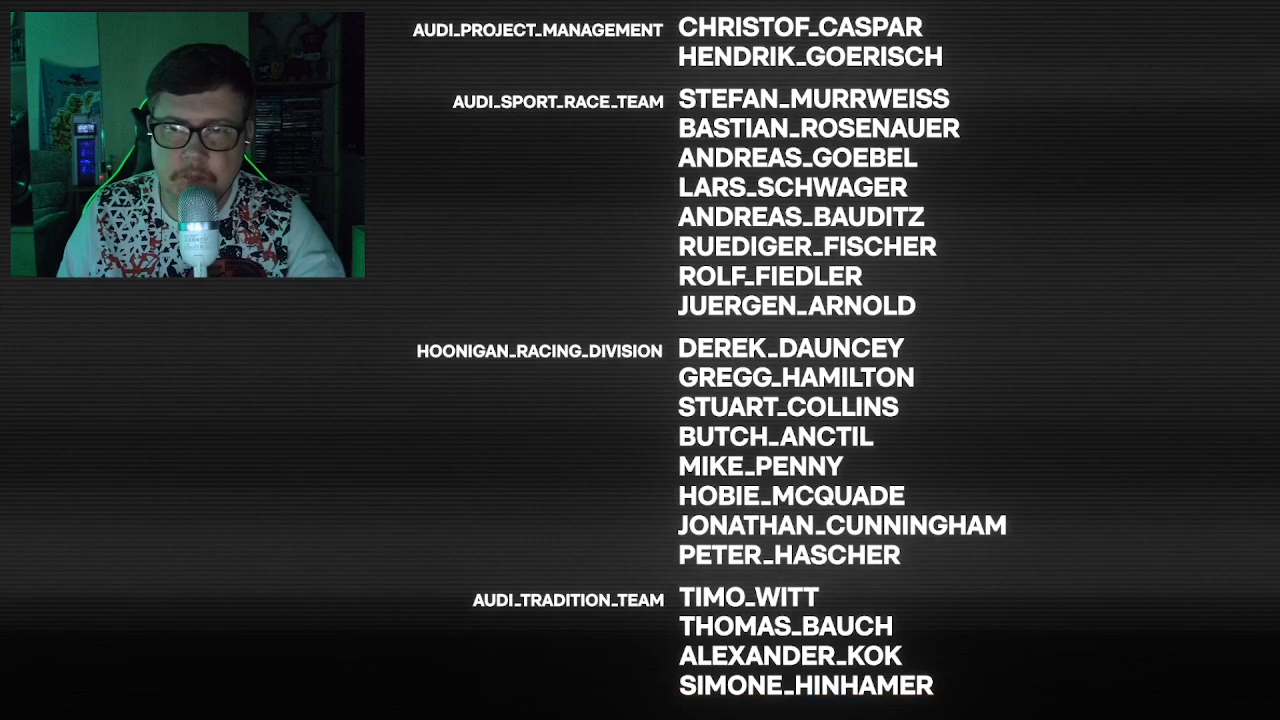 AUDI_PROJECT_MANAGEMENT CHRISTOF_CASPAR
HENDRIK_GOERISCH
AUDI_SPORT_RACE_TEAM STEFAN_MURRWEISS
BASTIAN_ROSENAUER
ANDREAS_GOEBEL
LARS_SCHWAGER
ANDREAS_BAUDITZ
RUEDIGER_FISCHER
ROLF_FIEDLER
JUERGEN_ARNOLD
HOONIGAN_RACING_DIVISION DEREK_DAUNCEY
GREGG_HAMILTON
STUART_COLLINS
BUTCH_ANCTIL
MIKE_PENNY
HOBIE_MCQUADE
JONATHAN_CUNNINGHAM
PETER_HASCHER
AUDI_TRADITION_TEAM TIMO_WITT
THOMAS_BAUCH
ALEXANDER_KOK
SIMONE_HINHAMER